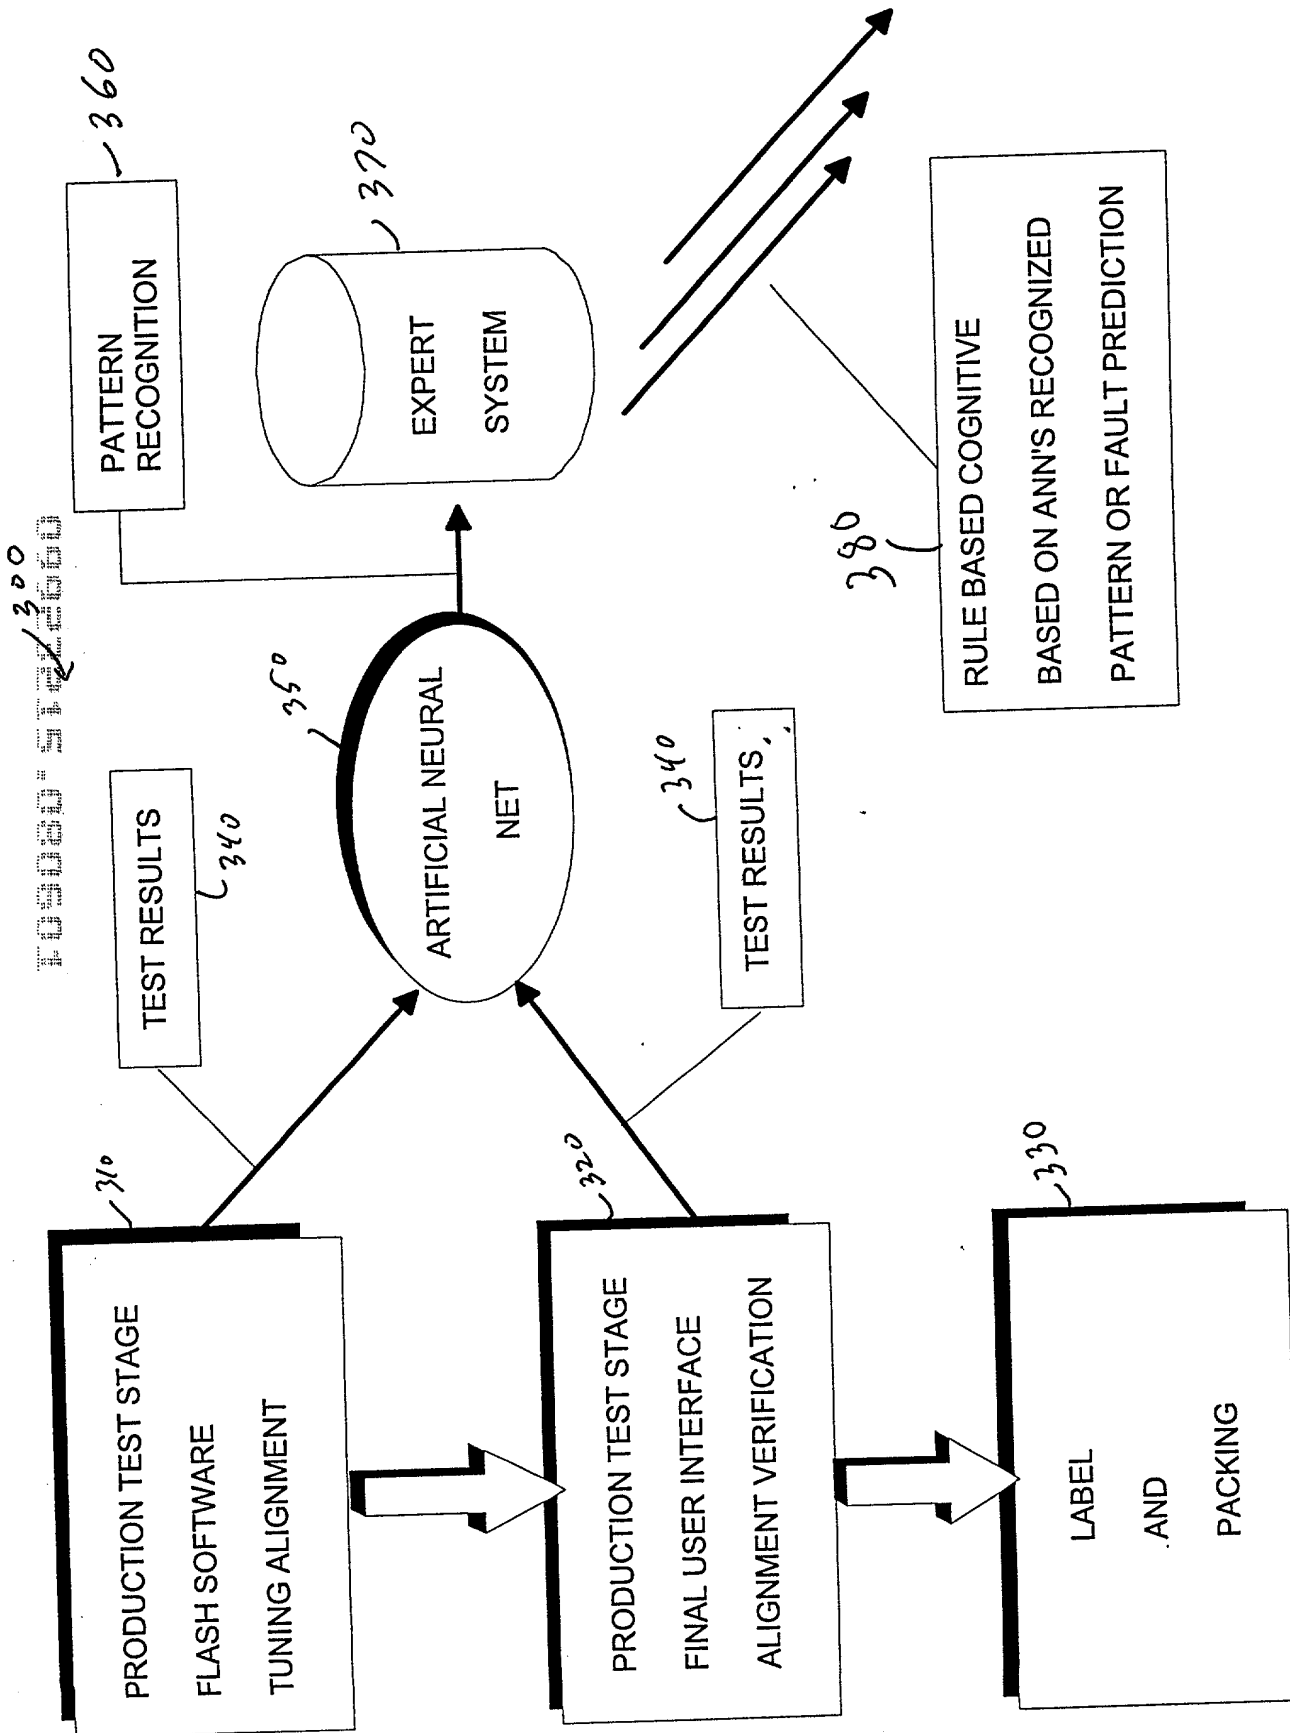 300
PRODUCTION TEST STAGE
FLASH SOFTWARE
TUNING ALIGNMENT
310
TEST RESULTS
340
PRODUCTION TEST STAGE
FINAL USER INTERFACE
ALIGNMENT VERIFICATION
320
TEST RESULTS
340
LABEL
AND
PACKING
330
ARTIFICIAL NEURAL
NET
350
PATTERN
RECOGNITION
360
EXPERT
SYSTEM
370
RULE BASED COGNITIVE
BASED ON ANN'S RECOGNIZED
PATTERN OR FAULT PREDICTION
380